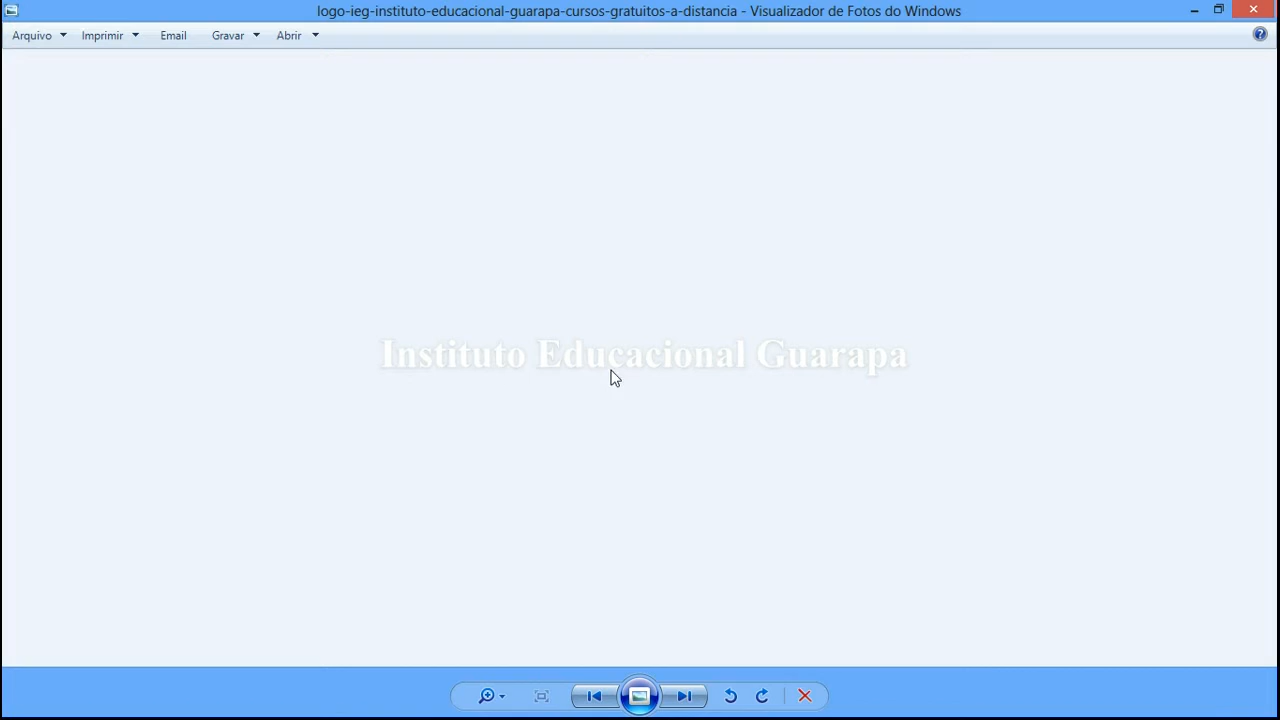 logo-ieg-instituto-educacional-guarapa-cursos-gratuitos-a-distancia - Visualizador de Fotos do Windows
Arquivo Imprimir Email Gravar Abrir
Instituto Educacional Guarapa